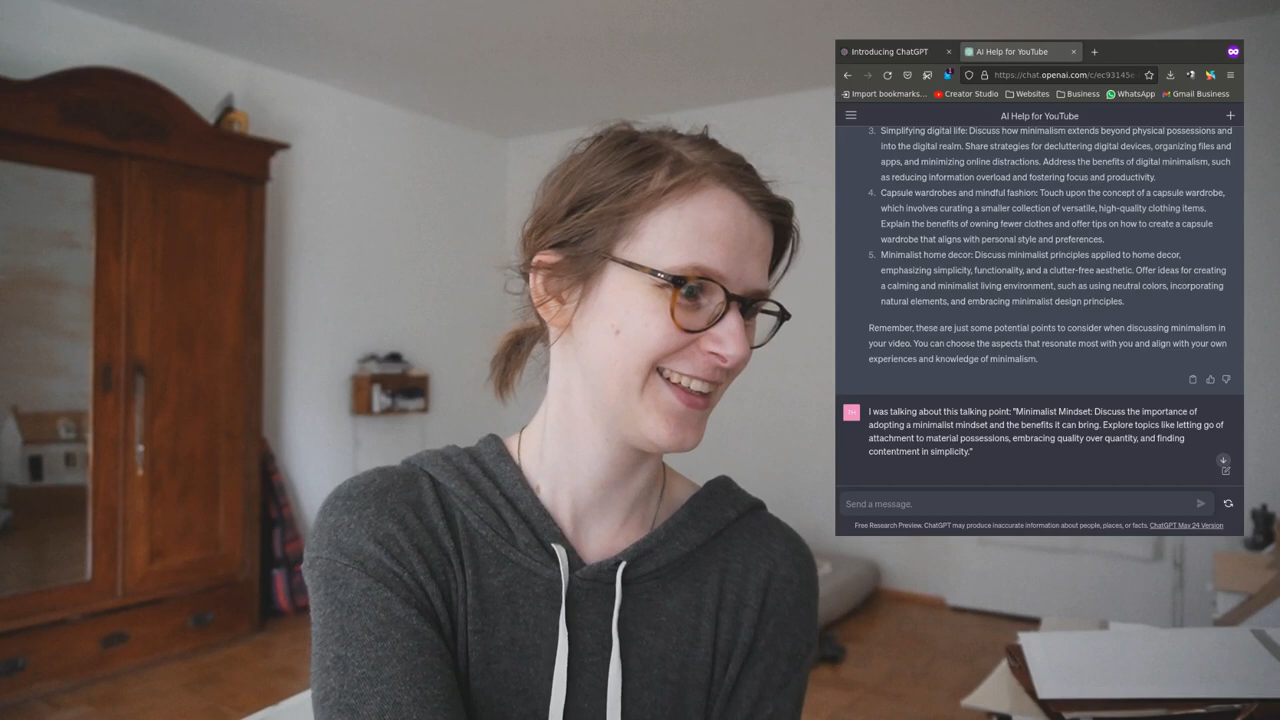 Introducing ChatGPT
AI Help for YouTube
https://chat.openai.com/c/ec93145e
Import bookmarks... Creator Studio Websites Business WhatsApp Gmail Business
AI Help for YouTube
3. Simplifying digital life: Discuss how minimalism extends beyond physical possessions and
into the digital realm. Share strategies for decluttering digital devices, organizing files and
apps, and minimizing online distractions. Address the benefits of digital minimalism, such
as reducing information overload and fostering focus and productivity.
4. Capsule wardrobes and mindful fashion: Touch upon the concept of a capsule wardrobe,
which involves curating a smaller collection of versatile, high-quality clothing items.
Explain the benefits of owning fewer clothes and offer tips on how to create a capsule
wardrobe that aligns with personal style and preferences.
5. Minimalist home decor: Discuss minimalist principles applied to home decor,
emphasizing simplicity, functionality, and a clutter-free aesthetic. Offer ideas for creating
a calming and minimalist living environment, such as using neutral colors, incorporating
natural elements, and embracing minimalist design principles.
Remember, these are just some potential points to consider when discussing minimalism in
your video. You can choose the aspects that resonate most with you and align with your own
experiences and knowledge of minimalism.
I was talking about this talking point: "Minimalist Mindset: Discuss the importance of
adopting a minimalist mindset and the benefits it can bring. Explore topics like letting go of
attachment to material possessions, embracing quality over quantity, and finding
contentment in simplicity."
Send a message.
Free Research Preview. ChatGPT may produce inaccurate information about people, places, or facts. ChatGPT May 24 Version